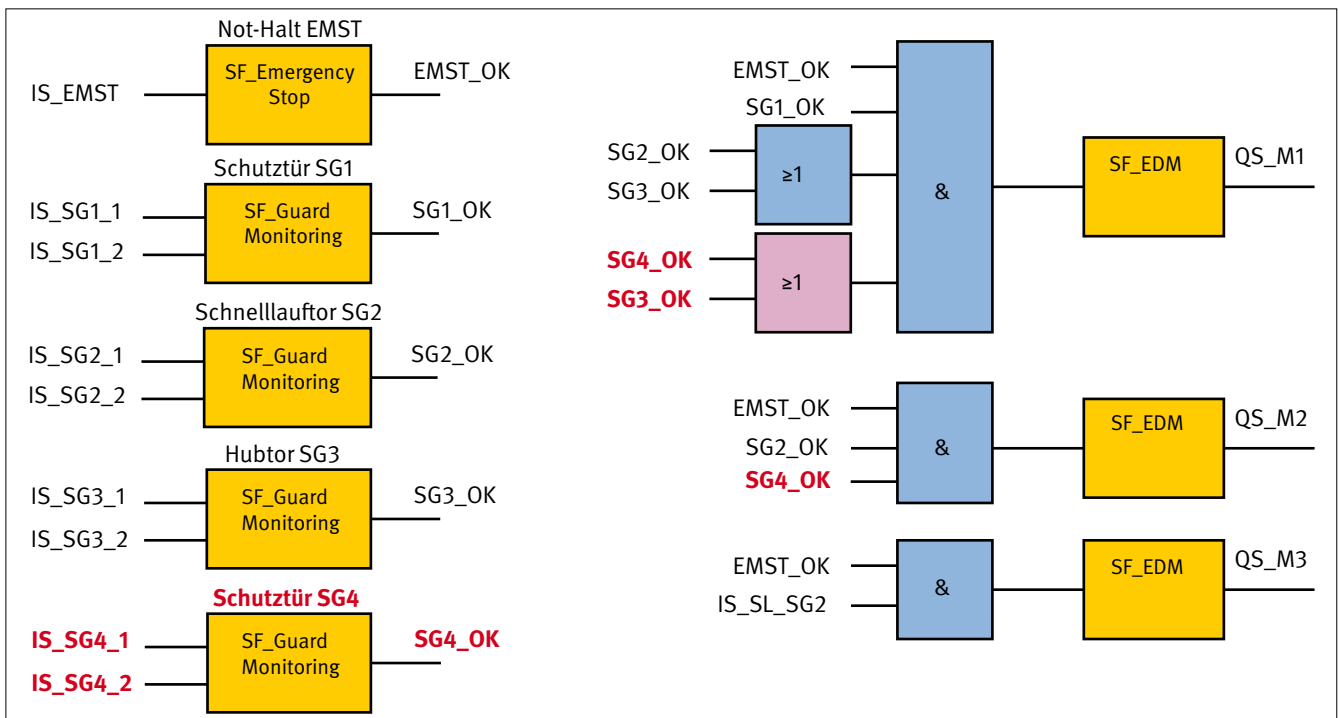 Not-Halt EMST
IS_EMST
SF_Emergency
Stop
EMST_OK
Schutztür SG1
IS_SG1_1
IS_SG1_2
SF_Guard
Monitoring
SG1_OK
Schnelllauftor SG2
IS_SG2_1
IS_SG2_2
SF_Guard
Monitoring
SG2_OK
Hubtor SG3
IS_SG3_1
IS_SG3_2
SF_Guard
Monitoring
SG3_OK
Schutztür SG4
IS_SG4_1
IS_SG4_2
SF_Guard
Monitoring
SG4_OK
EMST_OK
SG1_OK
SG2_OK
SG3_OK
≥1
SG4_OK
SG3_OK
≥1
&
SF_EDM
QS_M1
EMST_OK
SG2_OK
SG4_OK
&
SF_EDM
QS_M2
EMST_OK
IS_SL_SG2
&
SF_EDM
QS_M3